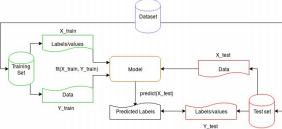 Dataset
X_train
Labels/values
Training
Set
fit(X_train, Y_train)
Model
X_test
Data
Data
predict(X_test)
Y_train
Predicted Labels
Labels/values
Test set
Y_test